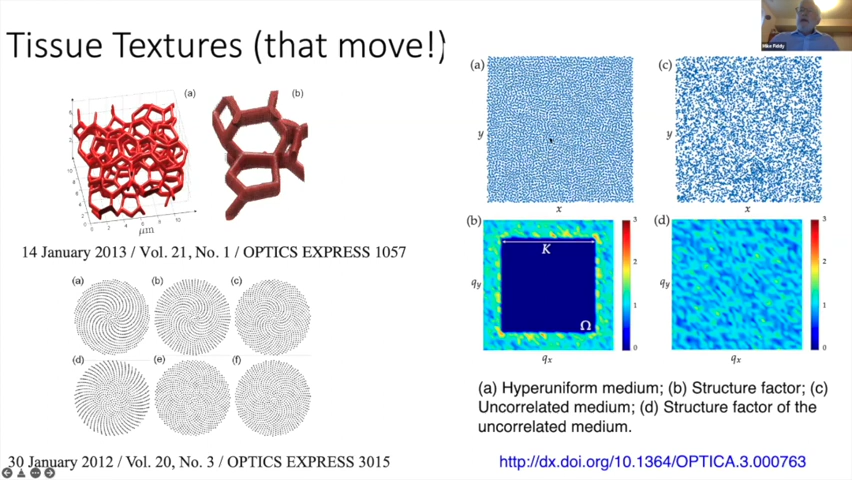 Tissue Textures (that move!)
Mike Fiddy
(a)
(b)
μm
14 January 2013 / Vol. 21, No. 1 / OPTICS EXPRESS 1057
(a) (b) (c)
(d) (e) (f)
30 January 2012 / Vol. 20, No. 3 / OPTICS EXPRESS 3015
(a) (c)
y y
x x
(b) (d)
3 3
K
2 2
qy qy
1 1
Ω
0 0
qx qx
(a) Hyperuniform medium; (b) Structure factor; (c)
Uncorrelated medium; (d) Structure factor of the
uncorrelated medium.
http://dx.doi.org/10.1364/OPTICA.3.000763